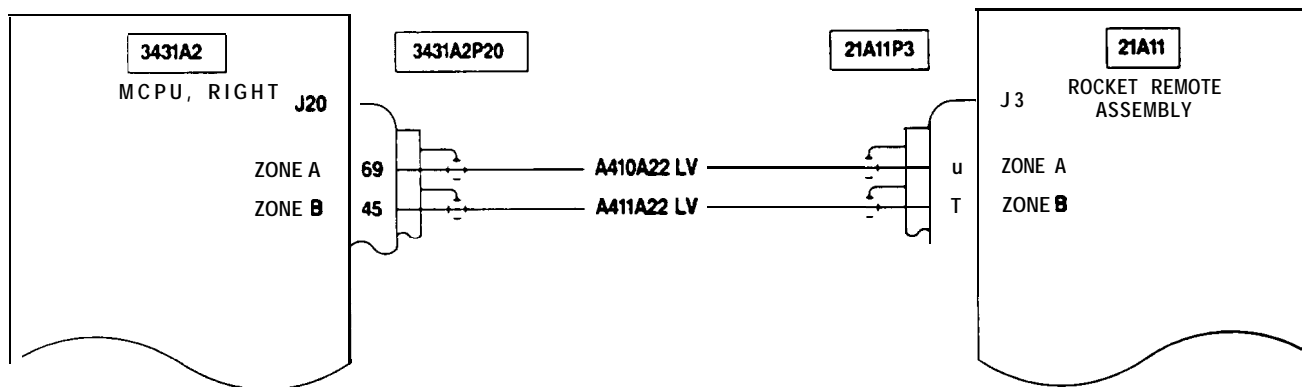 3431A2
3431A2P20
21A11P3
21A11
MCPU, RIGHT
J20
J3
ROCKET REMOTE
ASSEMBLY
ZONE A 69 A410A22 LV u ZONE A
ZONE B 45 A411A22 LV T ZONE B